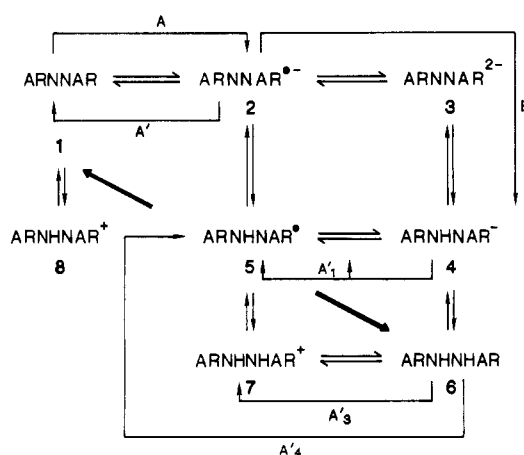 A
ARNNAR ARNNAR•− ARNNAR2− B
A'
1 2 3
ARNHNAR+ ARNHNAR• ARNHNAR−
8 5 A'1 4
ARNHNHAR+ ARNHNHAR
7 6
A'3
A'4